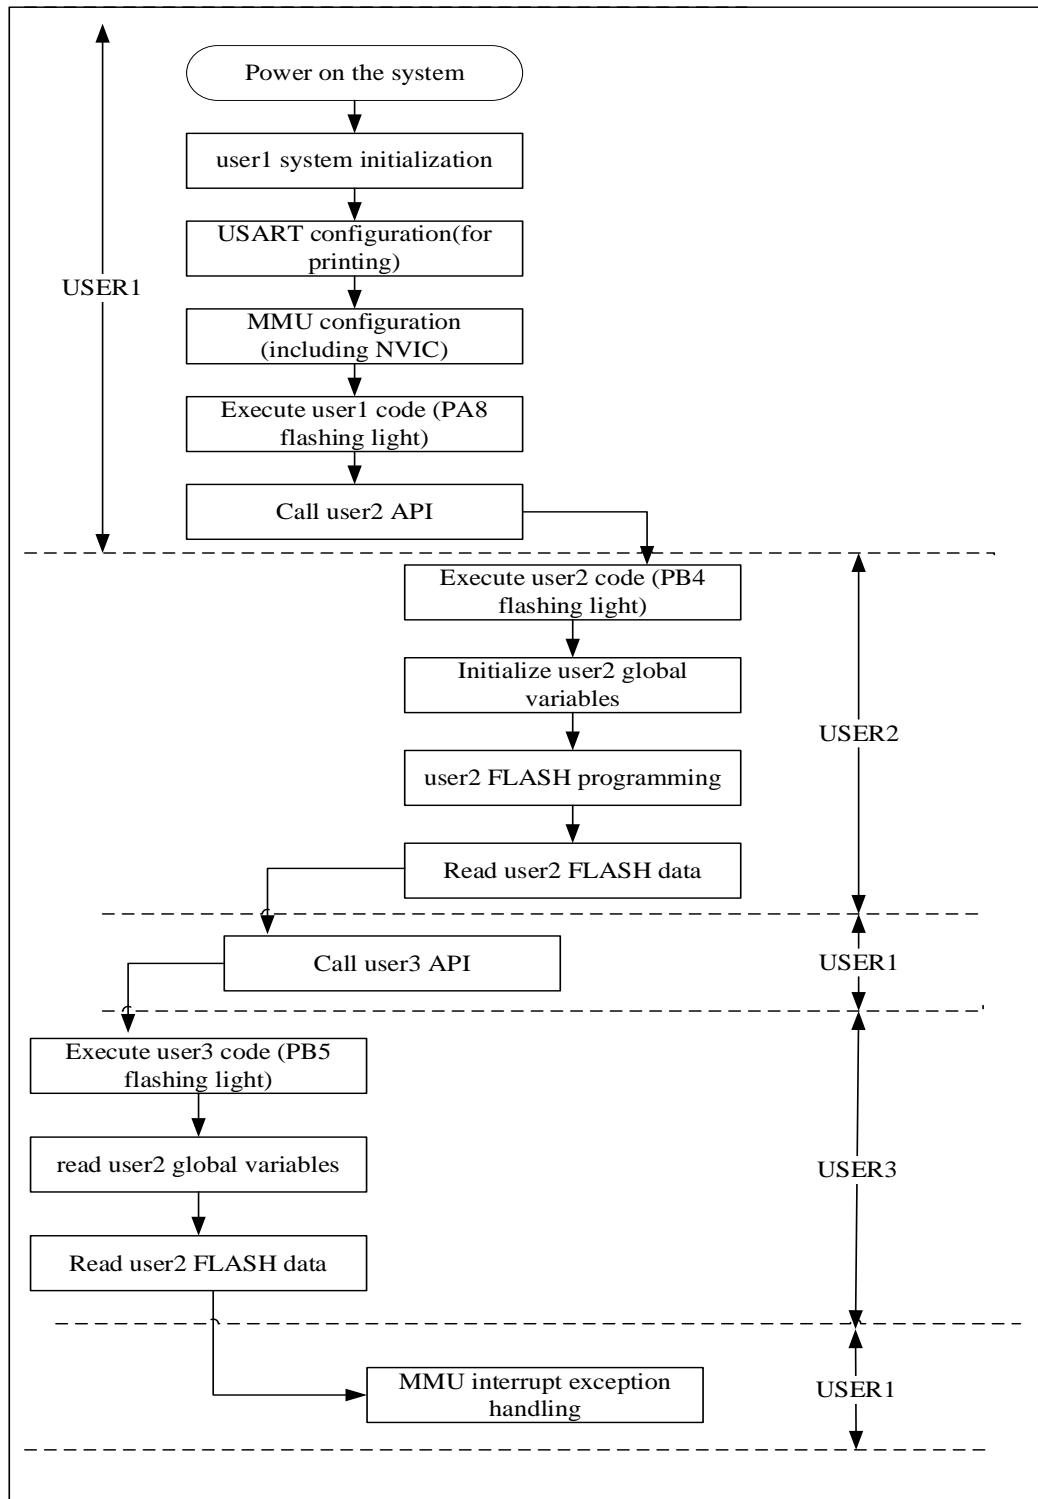 Power on the system
user1 system initialization
USART configuration(for
printing)
USER1
MMU configuration
(including NVIC)
Execute user1 code (PA8
flashing light)
Call user2 API
Execute user2 code (PB4
flashing light)
Initialize user2 global
variables
USER2
user2 FLASH programming
Read user2 FLASH data
Call user3 API
USER1
Execute user3 code (PB5
flashing light)
read user2 global variables
USER3
Read user2 FLASH data
MMU interrupt exception
handling
USER1